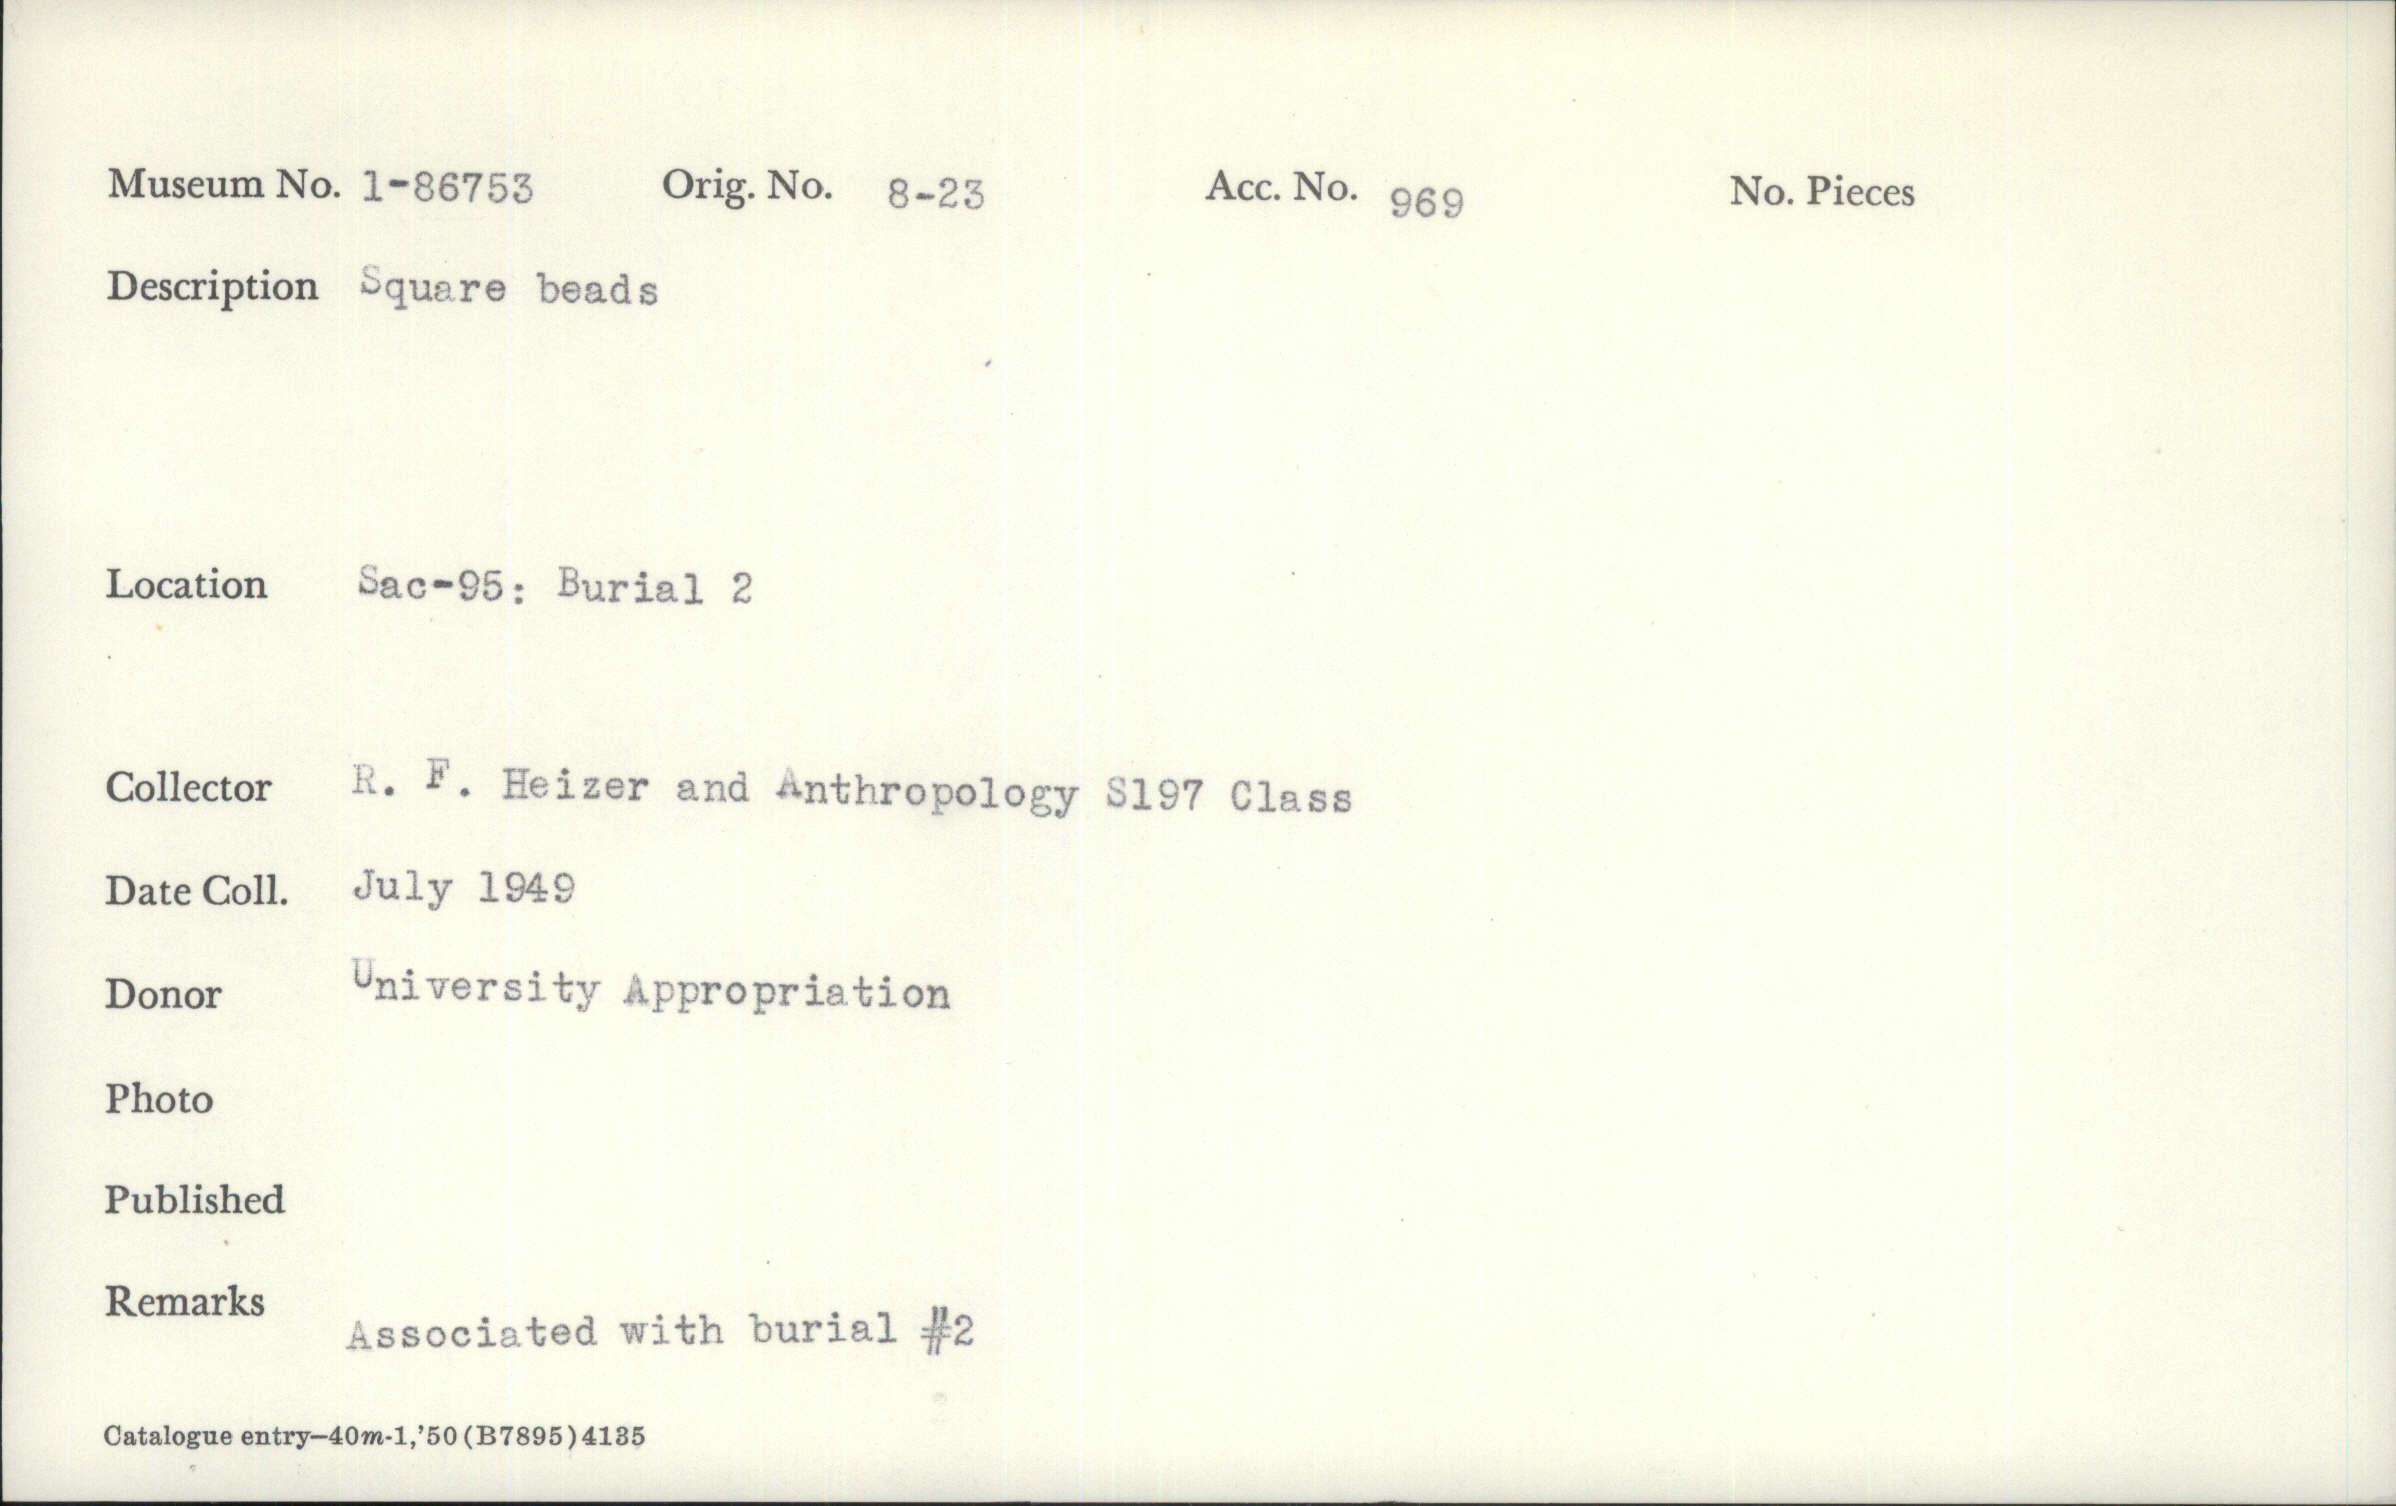 Museum No. 1-86753 Orig. No. 8-23 Acc. No. 969 No. Pieces
Description Square beads
Location Sac-95: Burial 2
Collector R. F. Heizer and Anthropology S197 Class
Date Coll. July 1949
Donor University Appropriation
Photo
Published
Remarks
Associated with burial #2
Catalogue entry—40m-1,'50(B7895)4135